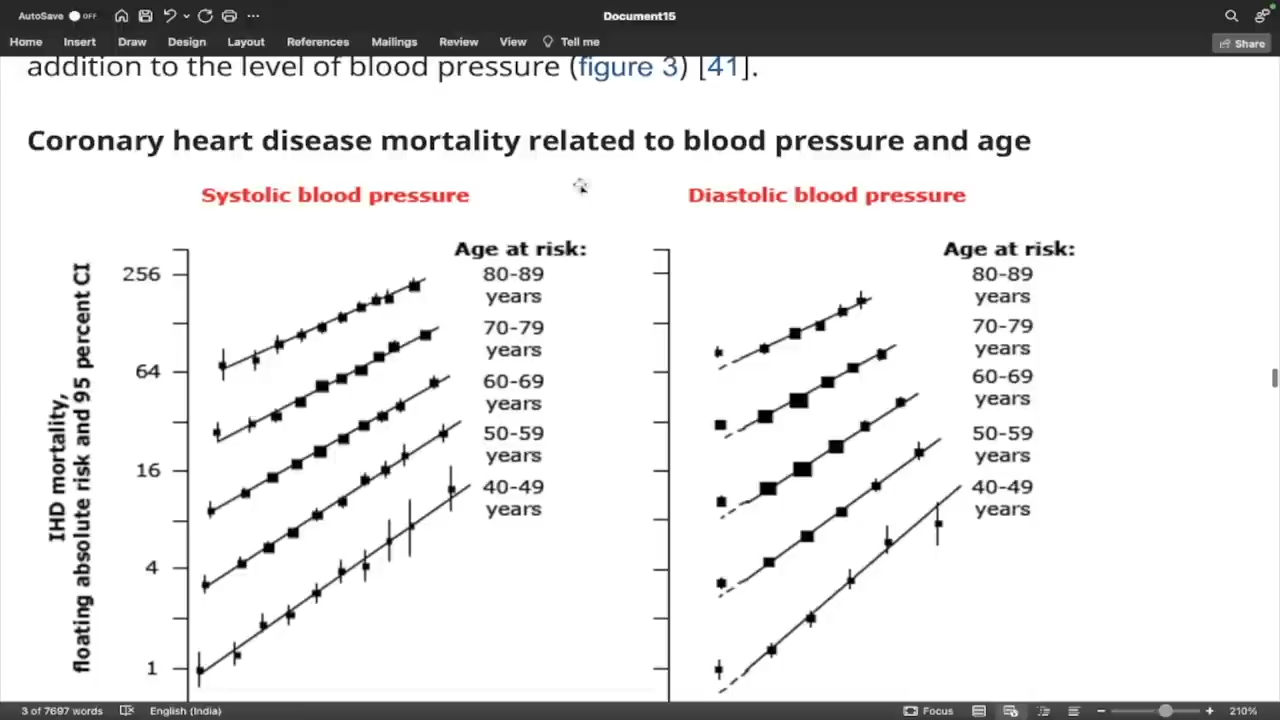 AutoSave OFF
Document15
Home Insert Draw Design Layout References Mailings Review View Tell me Share
addition to the level of blood pressure (figure 3) [41].
Coronary heart disease mortality related to blood pressure and age
Systolic blood pressure
Diastolic blood pressure
IHD mortality,
floating absolute risk and 95 percent CI
256
64
16
4
1
Age at risk:
80-89
years
70-79
years
60-69
years
50-59
years
40-49
years
Age at risk:
80-89
years
70-79
years
60-69
years
50-59
years
40-49
years
3 of 7697 words English (India) Focus 210%